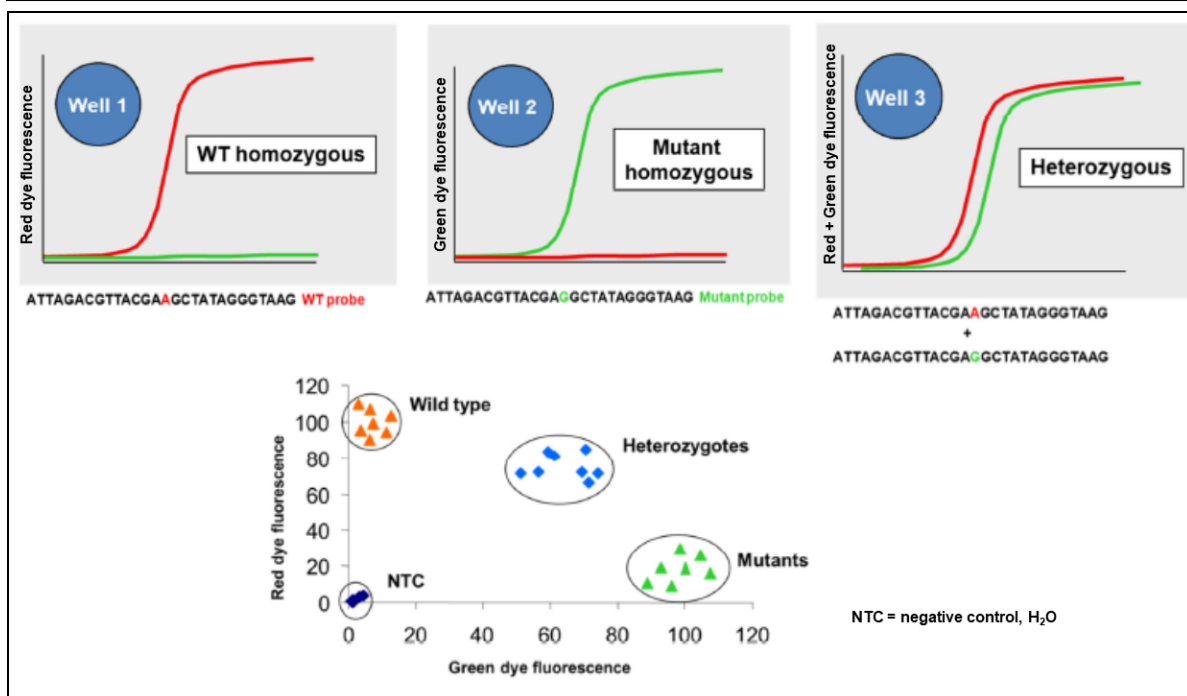 Red dye fluorescence
Well 1
WT homozygous
ATTAGACGTTACGAAGCTATAGGGTAAG WT probe
Green dye fluorescence
Well 2
Mutant
homozygous
ATTAGACGTTACGAGGCTATAGGGTAAG Mutant probe
Red + Green dye fluorescence
Well 3
Heterozygous
ATTAGACGTTACGAAGCTATAGGGTAAG
+
ATTAGACGTTACGAGGCTATAGGGTAAG
Red dye fluorescence
120
100
80
60
40
20
0
Wild type
Heterozygotes
Mutants
NTC
0 20 40 60 80 100 120
Green dye fluorescence
NTC = negative control, H₂O